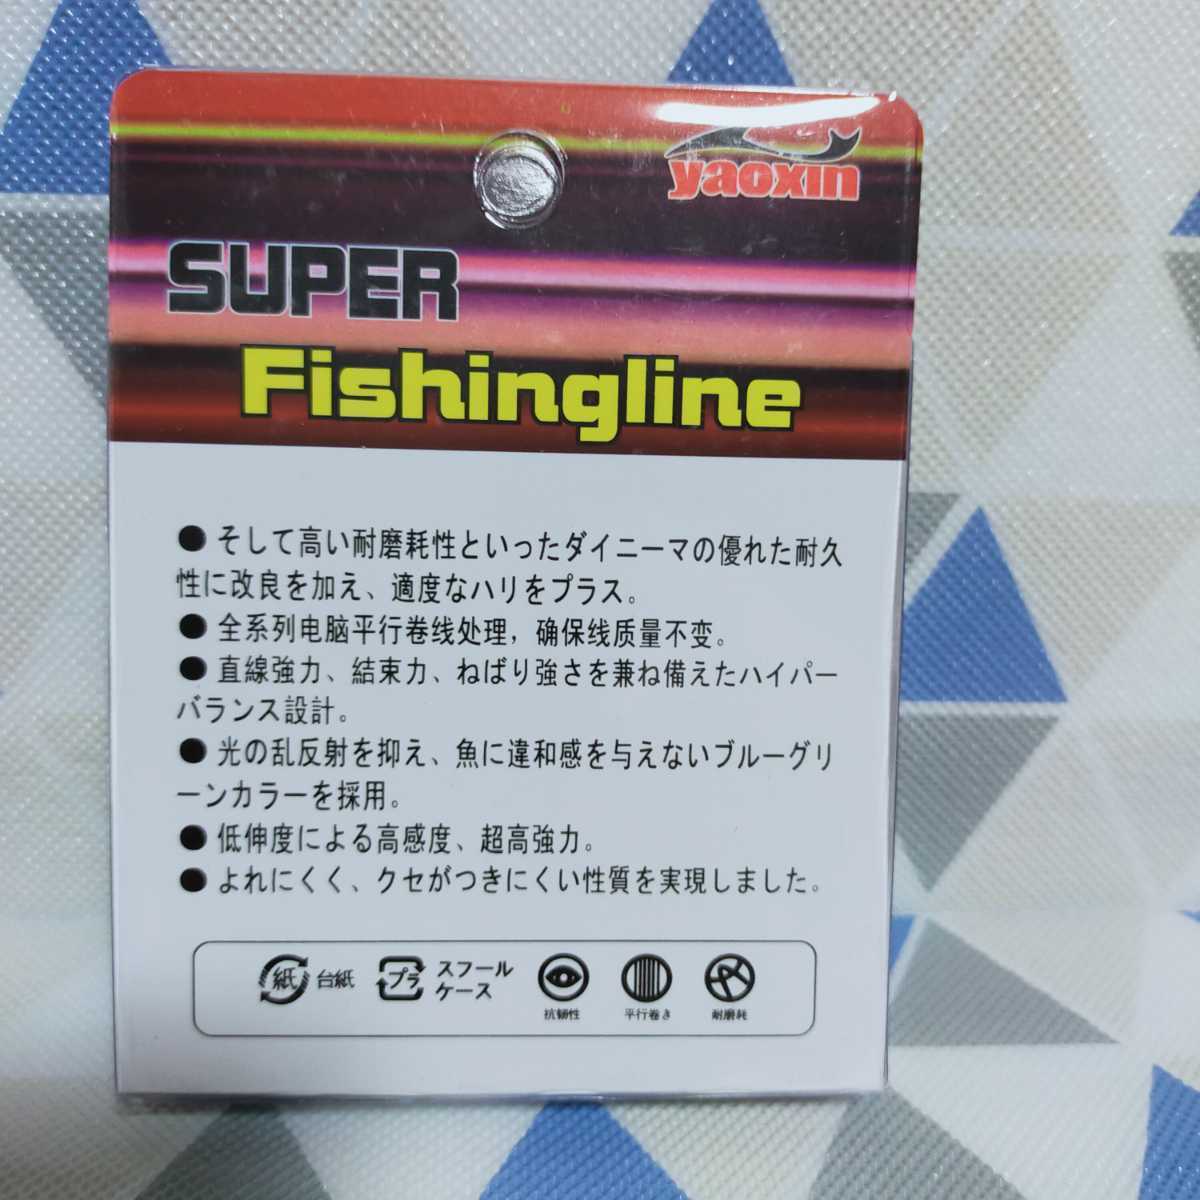 yaoxin
SUPER
Fishingline
● そして高い耐磨耗性といったダイニーマの優れた耐久
性に改良を加え、適度なハリをプラス。
● 全系列电脑平行卷线处理，确保线质量不变。
● 直線強力、結束力、ねばり強さを兼ね備えたハイパー
バランス設計。
● 光の乱反射を抑え、魚に違和感を与えないブルーグリ
ーンカラーを採用。
● 低伸度による高感度、超高強力。
● よれにくく、クセがつきにくい性質を実現しました。
紙 台紙 プラ スフール
ケース
抗韧性 平行巻き 耐磨耗